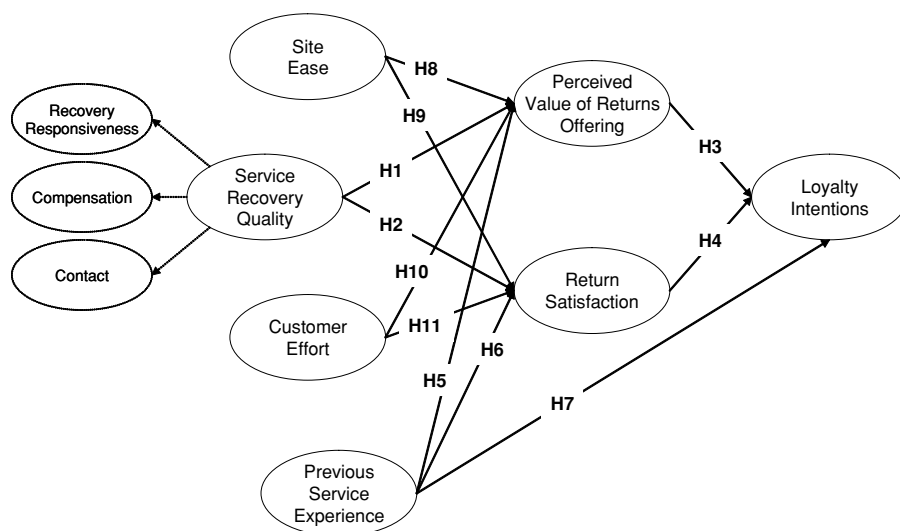 Site
Ease
H8
Perceived
Value of Returns
Offering
Recovery
Responsiveness
H9
H3
H1
Service
Recovery
Quality
Compensation
Loyalty
Intentions
H2
H4
Contact
H10
Return
Satisfaction
Customer
Effort
H11
H6
H5
H7
Previous
Service
Experience